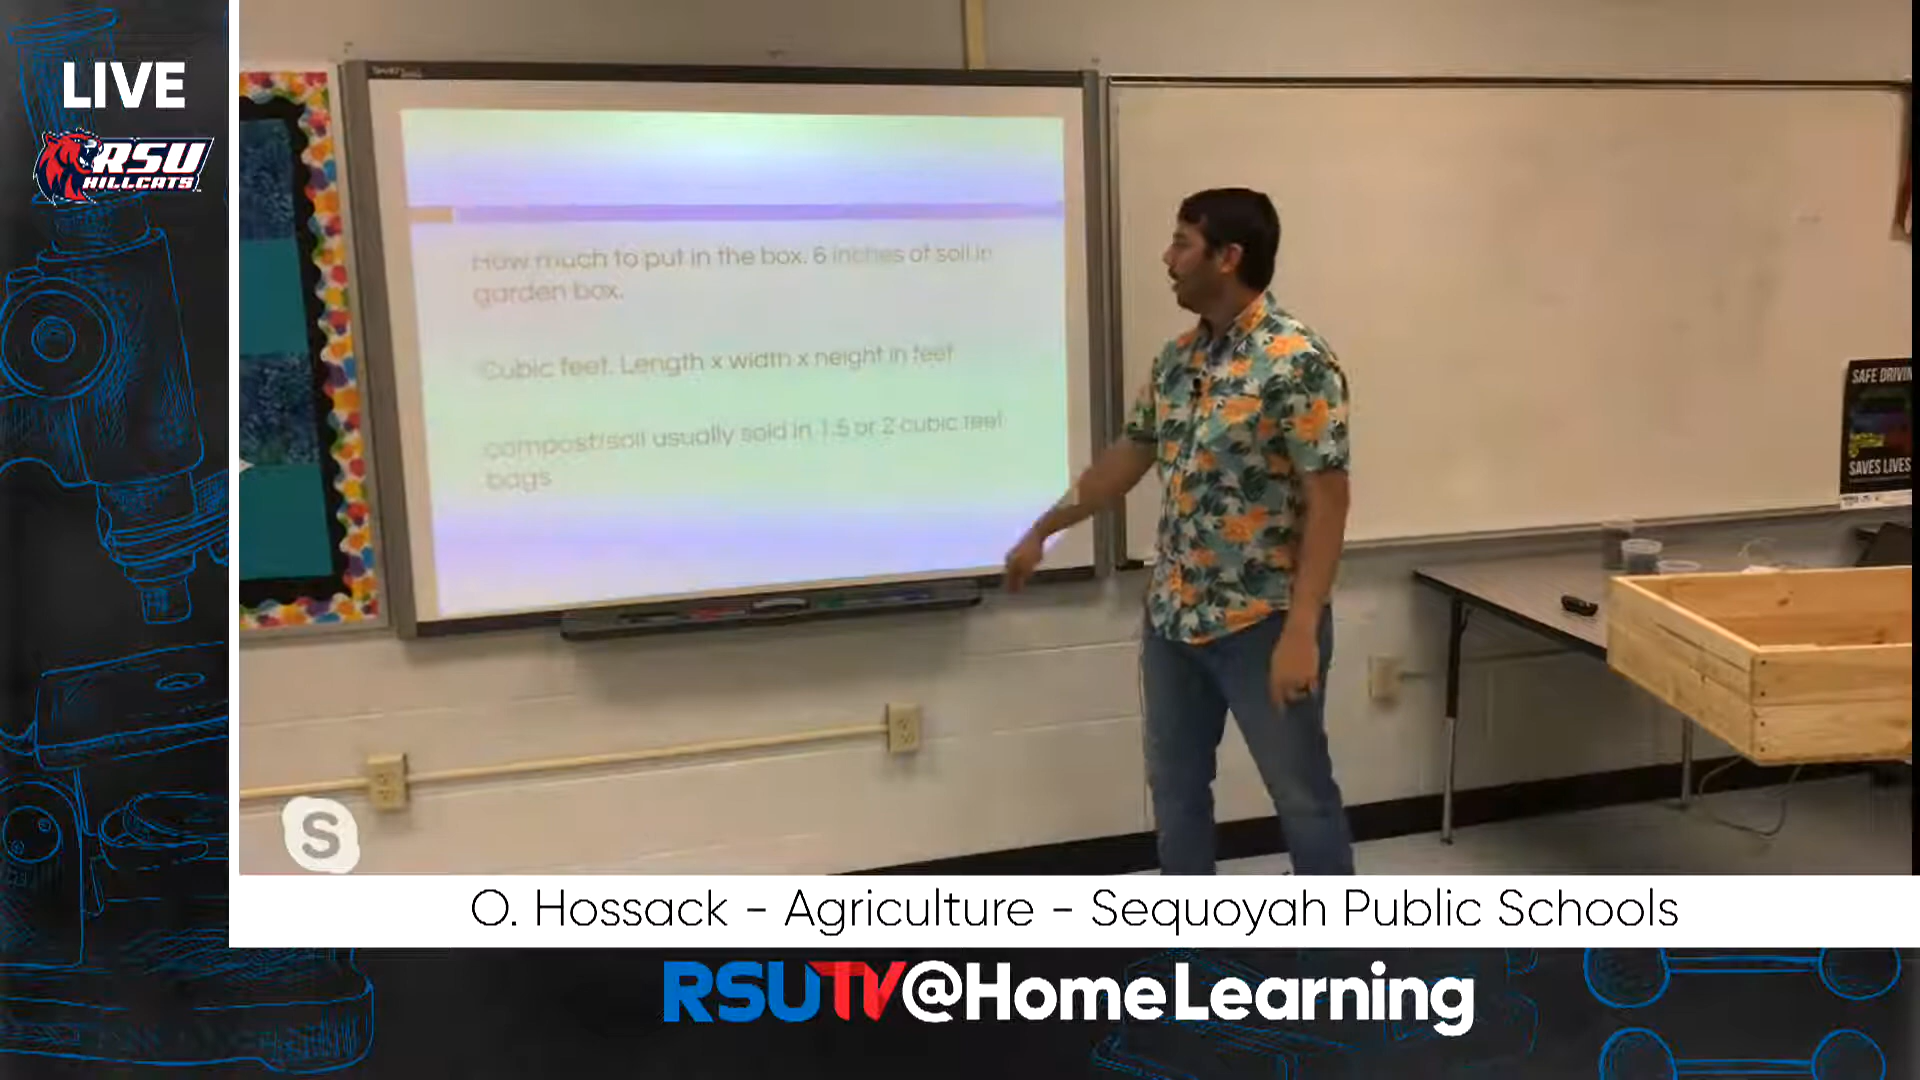 LIVE
RSU
HILLCATS
How much to put in the box. 6 inches of soil in
garden box.
Cubic feet. Length x width x height in feet
compost/soil usually sold in 1.5 or 2 cubic feet
bags
SAFE DRIVIN
SAVES LIVES
S
O. Hossack - Agriculture - Sequoyah Public Schools
RSUTV@HomeLearning